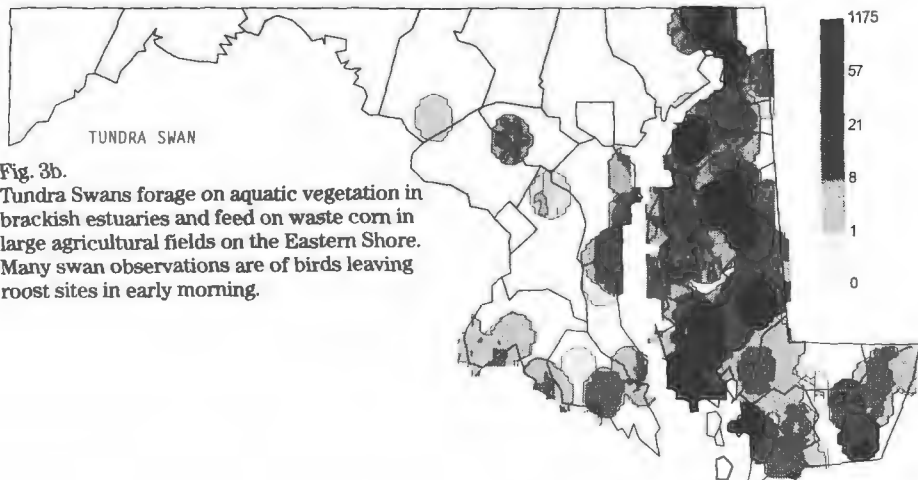 TUNDRA SWAN
Fig. 3b.
Tundra Swans forage on aquatic vegetation in
brackish estuaries and feed on waste corn in
large agricultural fields on the Eastern Shore.
Many swan observations are of birds leaving
roost sites in early morning.
1175
57
21
8
1
0